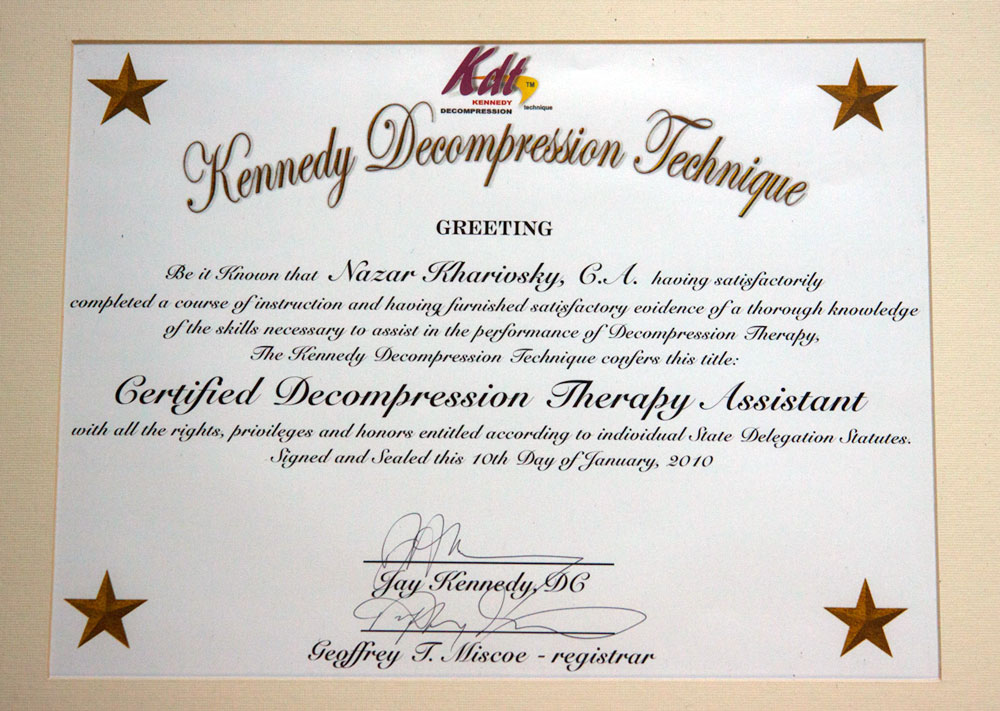 Kdt TM
KENNEDY
DECOMPRESSION technique
Kennedy Decompression Technique
GREETING
Be it Known that Nazar Kharivsky, C.A. having satisfactorily
completed a course of instruction and having furnished satisfactory evidence of a thorough knowledge
of the skills necessary to assist in the performance of Decompression Therapy,
The Kennedy Decompression Technique confers this title:
Certified Decompression Therapy Assistant
with all the rights, privileges and honors entitled according to individual State Delegation Statutes.
Signed and Sealed this 10th Day of January, 2010
Jay Kennedy, DC
Geoffrey T. Miscoe - registrar